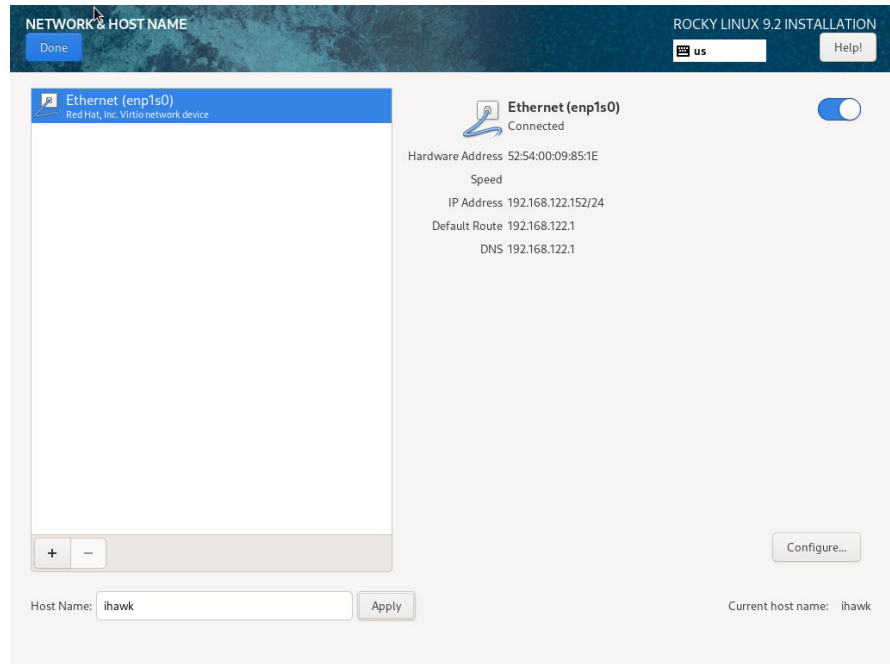 NETWORK & HOST NAME
ROCKY LINUX 9.2 INSTALLATION
Done
us
Help!
Ethernet (enp1s0)
Red Hat, Inc. Virtio network device
Ethernet (enp1s0)
Connected
Hardware Address 52:54:00:09:85:1E
Speed
IP Address 192.168.122.152/24
Default Route 192.168.122.1
DNS 192.168.122.1
+ −
Configure...
Host Name: ihawk Apply
Current host name: ihawk